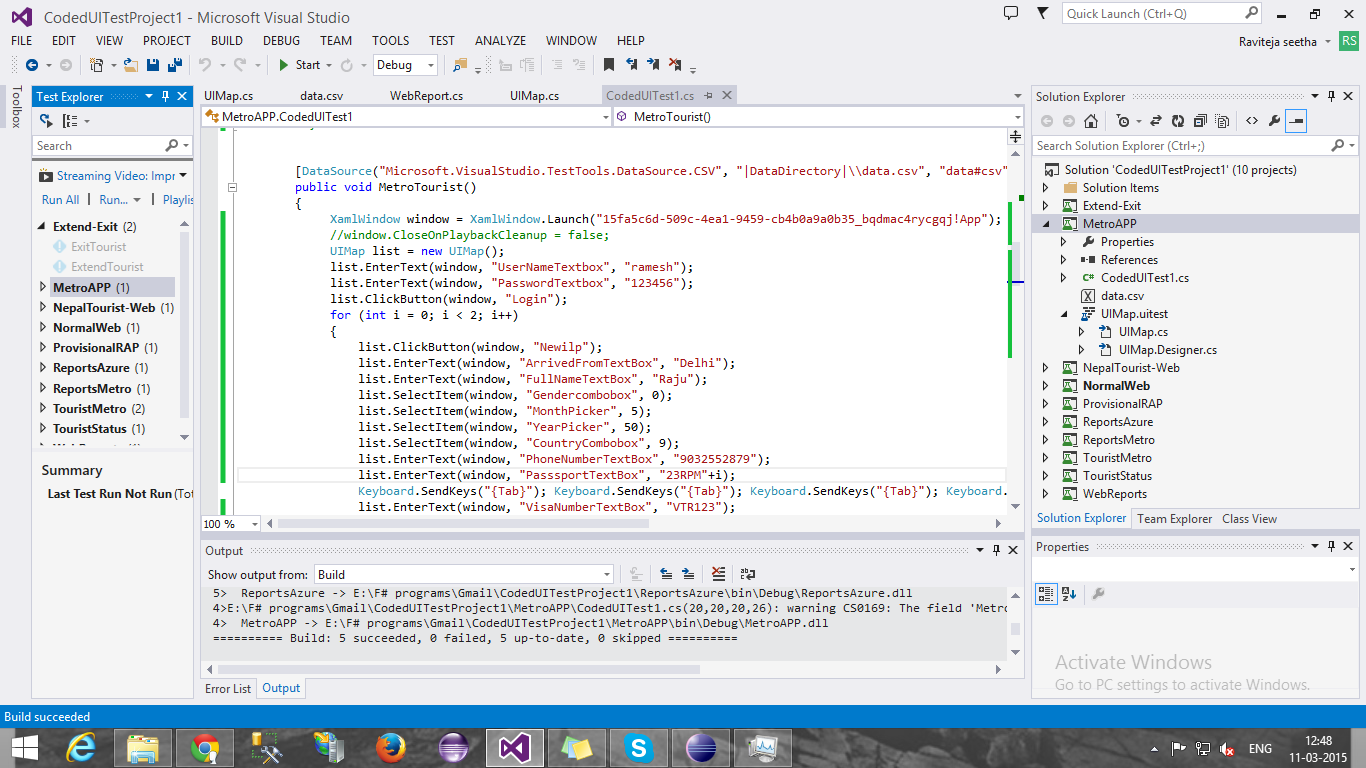 CodedUITestProject1 - Microsoft Visual Studio
Quick Launch (Ctrl+Q)
FILE EDIT VIEW PROJECT BUILD DEBUG TEAM TOOLS TEST ANALYZE WINDOW HELP
Raviteja seetha RS
Start Debug
Toolbox
Test Explorer
Search
Streaming Video: Impr
Run All | Run... | Playlis
Extend-Exit (2)
ExitTourist
ExtendTourist
MetroAPP (1)
NepalTourist-Web (1)
NormalWeb (1)
ProvisionalRAP (1)
ReportsAzure (1)
ReportsMetro (1)
TouristMetro (2)
TouristStatus (1)
Summary
Last Test Run Not Run (Tot
UIMap.cs data.csv WebReport.cs UIMap.cs CodedUITest1.cs
MetroAPP.CodedUITest1 MetroTourist()
[DataSource("Microsoft.VisualStudio.TestTools.DataSource.CSV", "|DataDirectory|\\data.csv", "data#csv"
public void MetroTourist()
{
XamlWindow window = XamlWindow.Launch("15fa5c6d-509c-4ea1-9459-cb4b0a9a0b35_bqdmac4rycgqj!App");
//window.CloseOnPlaybackCleanup = false;
UIMap list = new UIMap();
list.EnterText(window, "UserNameTextbox", "ramesh");
list.EnterText(window, "PasswordTextbox", "123456");
list.ClickButton(window, "Login");
for (int i = 0; i < 2; i++)
{
list.ClickButton(window, "Newilp");
list.EnterText(window, "ArrivedFromTextBox", "Delhi");
list.EnterText(window, "FullNameTextBox", "Raju");
list.SelectItem(window, "Gendercombobox", 0);
list.SelectItem(window, "MonthPicker", 5);
list.SelectItem(window, "YearPicker", 50);
list.SelectItem(window, "CountryCombobox", 9);
list.EnterText(window, "PhoneNumberTextBox", "9032552879");
list.EnterText(window, "PasssportTextBox", "23RPM"+i);
Keyboard.SendKeys("{Tab}"); Keyboard.SendKeys("{Tab}"); Keyboard.SendKeys("{Tab}"); Keyboard.
list.EnterText(window, "VisaNumberTextBox", "VTR123");
100 %
Output
Show output from: Build
5> ReportsAzure -> E:\F# programs\Gmail\CodedUITestProject1\ReportsAzure\bin\Debug\ReportsAzure.dll
4>E:\F# programs\Gmail\CodedUITestProject1\MetroAPP\CodedUITest1.cs(20,20,20,26): warning CS0169: The field 'Metro
4> MetroAPP -> E:\F# programs\Gmail\CodedUITestProject1\MetroAPP\bin\Debug\MetroAPP.dll
========== Build: 5 succeeded, 0 failed, 5 up-to-date, 0 skipped ==========
Error List Output
Solution Explorer
Search Solution Explorer (Ctrl+;)
Solution 'CodedUITestProject1' (10 projects)
Solution Items
Extend-Exit
MetroAPP
Properties
References
CodedUITest1.cs
data.csv
UIMap.uitest
UIMap.cs
UIMap.Designer.cs
NepalTourist-Web
NormalWeb
ProvisionalRAP
ReportsAzure
ReportsMetro
TouristMetro
TouristStatus
WebReports
Solution Explorer Team Explorer Class View
Properties
Activate Windows
Go to PC settings to activate Windows.
Build succeeded
ENG
12:48
11-03-2015